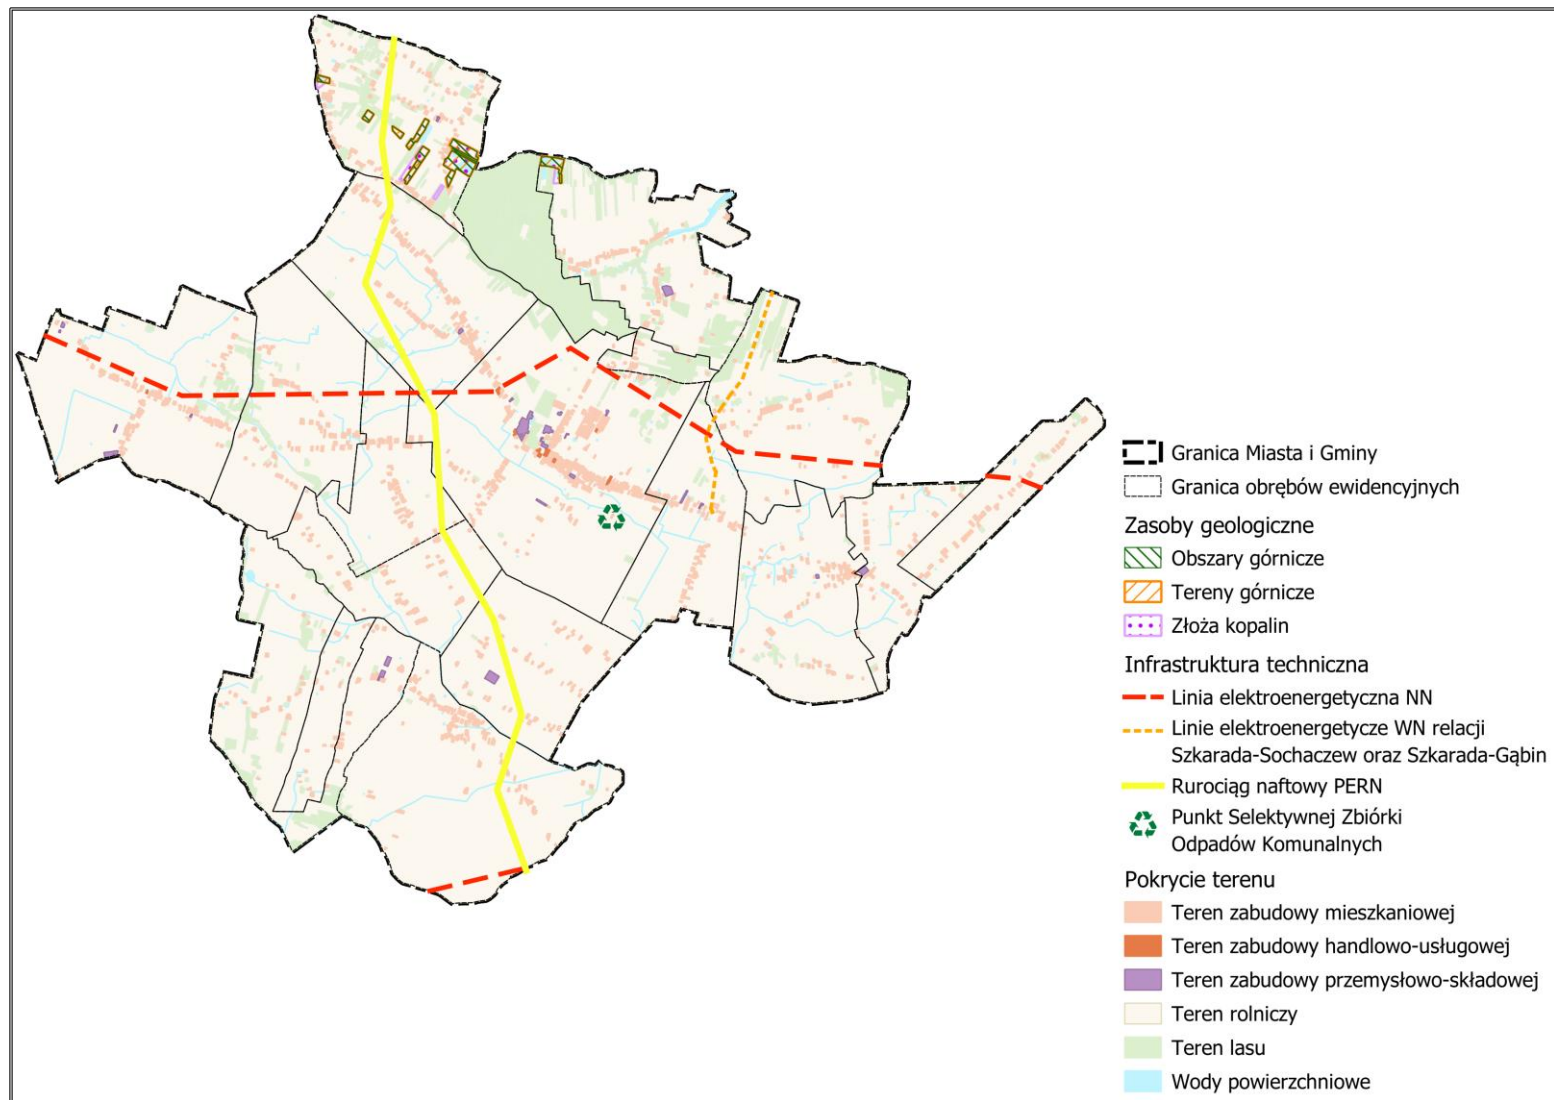 Granica Miasta i Gminy
Granica obrębów ewidencyjnych
Zasoby geologiczne
Obszary górnicze
Tereny górnicze
Złoża kopalin
Infrastruktura techniczna
Linia elektroenergetyczna NN
Linie elektroenergetycze WN relacji
Szkarada-Sochaczew oraz Szkarada-Gąbin
Rurociąg naftowy PERN
Punkt Selektywnej Zbiórki
Odpadów Komunalnych
Pokrycie terenu
Teren zabudowy mieszkaniowej
Teren zabudowy handlowo-usługowej
Teren zabudowy przemysłowo-składowej
Teren rolniczy
Teren lasu
Wody powierzchniowe